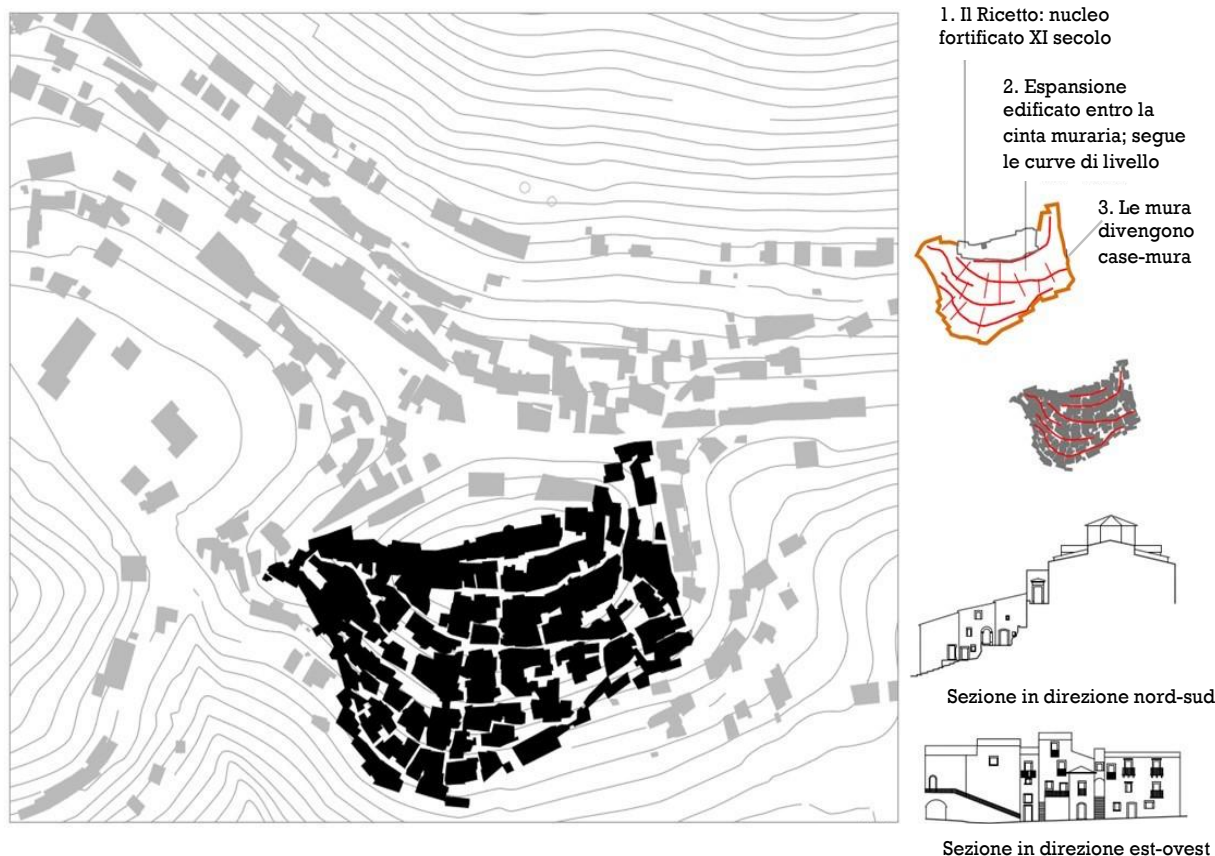 1. Il Ricetto: nucleo
fortificato XI secolo
2. Espansione
edificato entro la
cinta muraria; segue
le curve di livello
3. Le mura
divengono
case-mura
Sezione in direzione nord-sud
Sezione in direzione est-ovest